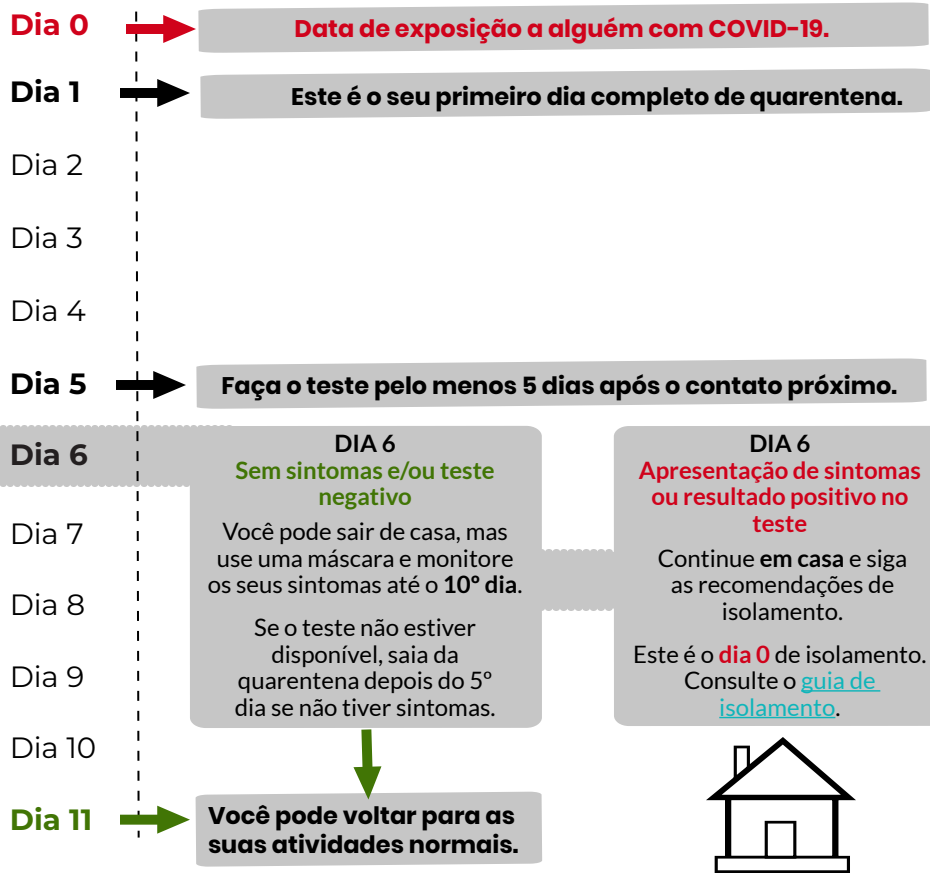 Dia 0
Data de exposição a alguém com COVID-19.
Dia 1
Este é o seu primeiro dia completo de quarentena.
Dia 2
Dia 3
Dia 4
Dia 5
Faça o teste pelo menos 5 dias após o contato próximo.
Dia 6
DIA 6
Sem sintomas e/ou teste
negativo
Você pode sair de casa, mas
use uma máscara e monitore
os seus sintomas até o 10º dia.
Se o teste não estiver
disponível, saia da
quarentena depois do 5º
dia se não tiver sintomas.
DIA 6
Apresentação de sintomas
ou resultado positivo no
teste
Continue em casa e siga
as recomendações de
isolamento.
Este é o dia 0 de isolamento.
Consulte o guia de
isolamento.
Dia 7
Dia 8
Dia 9
Dia 10
Dia 11
Você pode voltar para as
suas atividades normais.